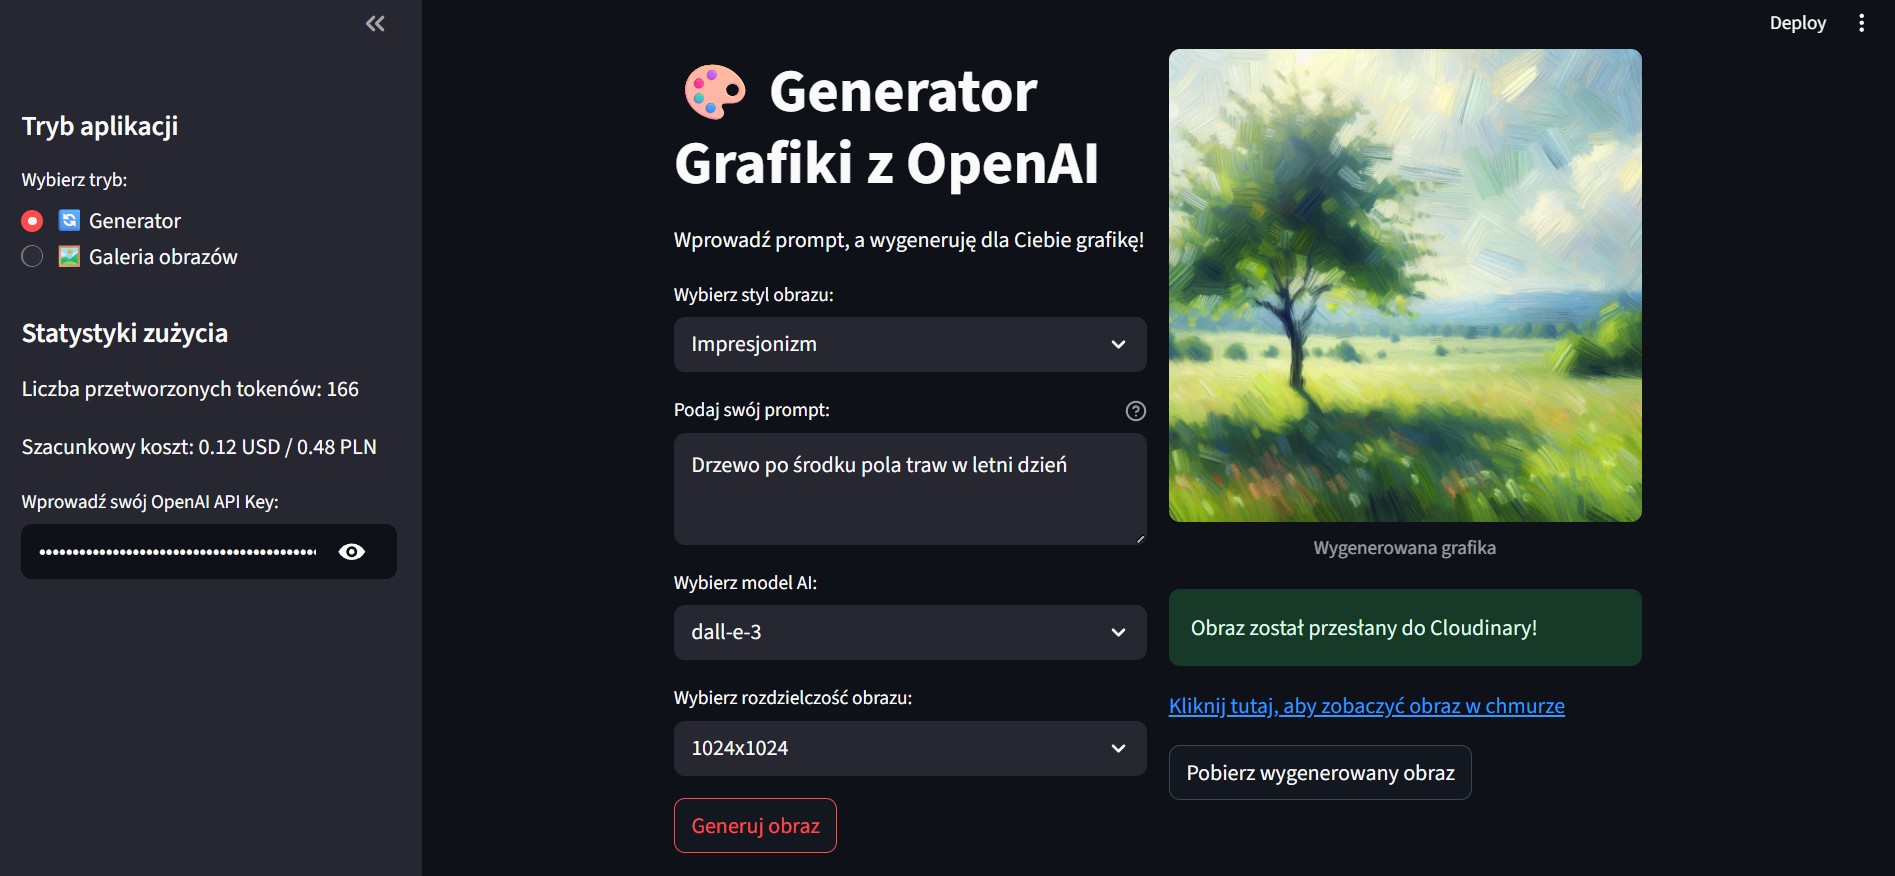 Deploy
Tryb aplikacji
Wybierz tryb:
Generator
Galeria obrazów
Statystyki zużycia
Liczba przetworzonych tokenów: 166
Szacunkowy koszt: 0.12 USD / 0.48 PLN
Wprowadź swój OpenAI API Key:
Generator
Grafiki z OpenAI
Wprowadź prompt, a wygeneruję dla Ciebie grafikę!
Wybierz styl obrazu:
Impresjonizm
Podaj swój prompt:
Drzewo po środku pola traw w letni dzień
Wybierz model AI:
dall-e-3
Wybierz rozdzielczość obrazu:
1024x1024
Generuj obraz
Wygenerowana grafika
Obraz został przesłany do Cloudinary!
Kliknij tutaj, aby zobaczyć obraz w chmurze
Pobierz wygenerowany obraz